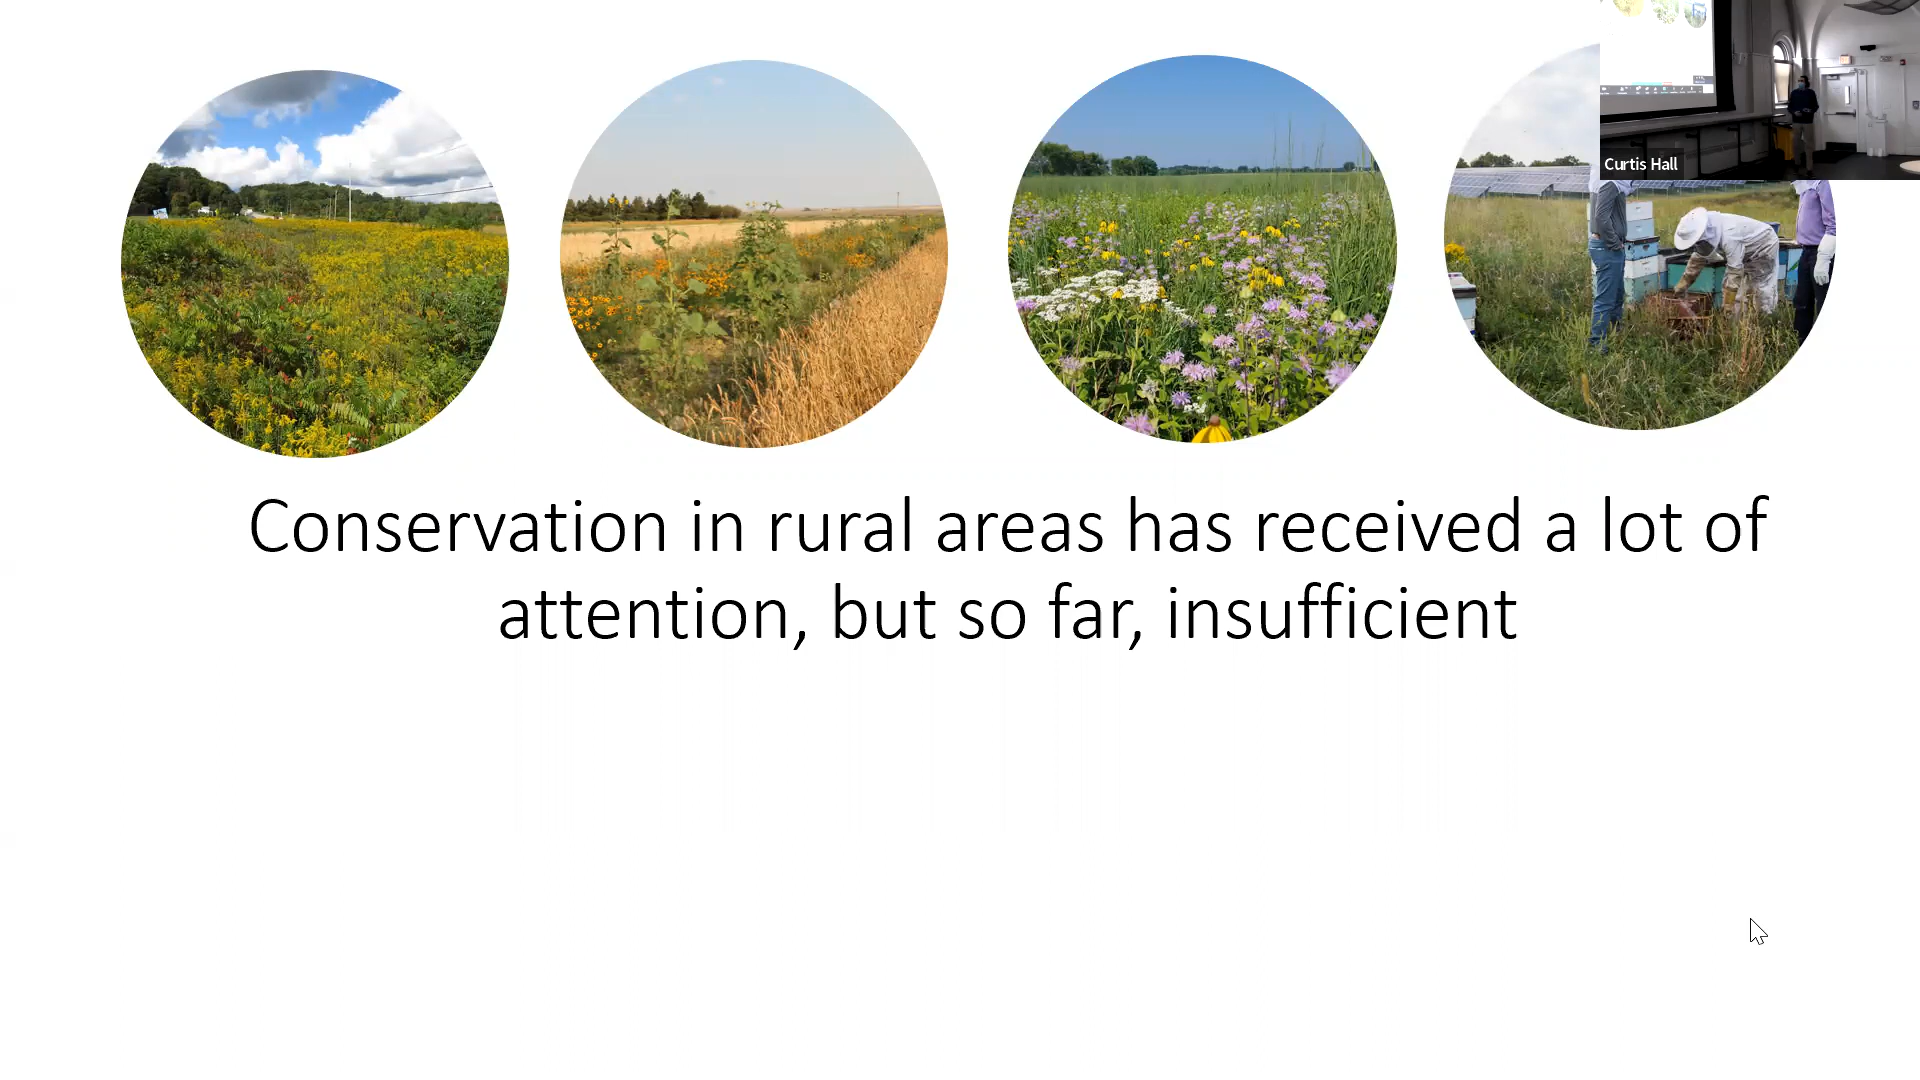 Curtis Hall
Conservation in rural areas has received a lot of
attention, but so far, insufficient